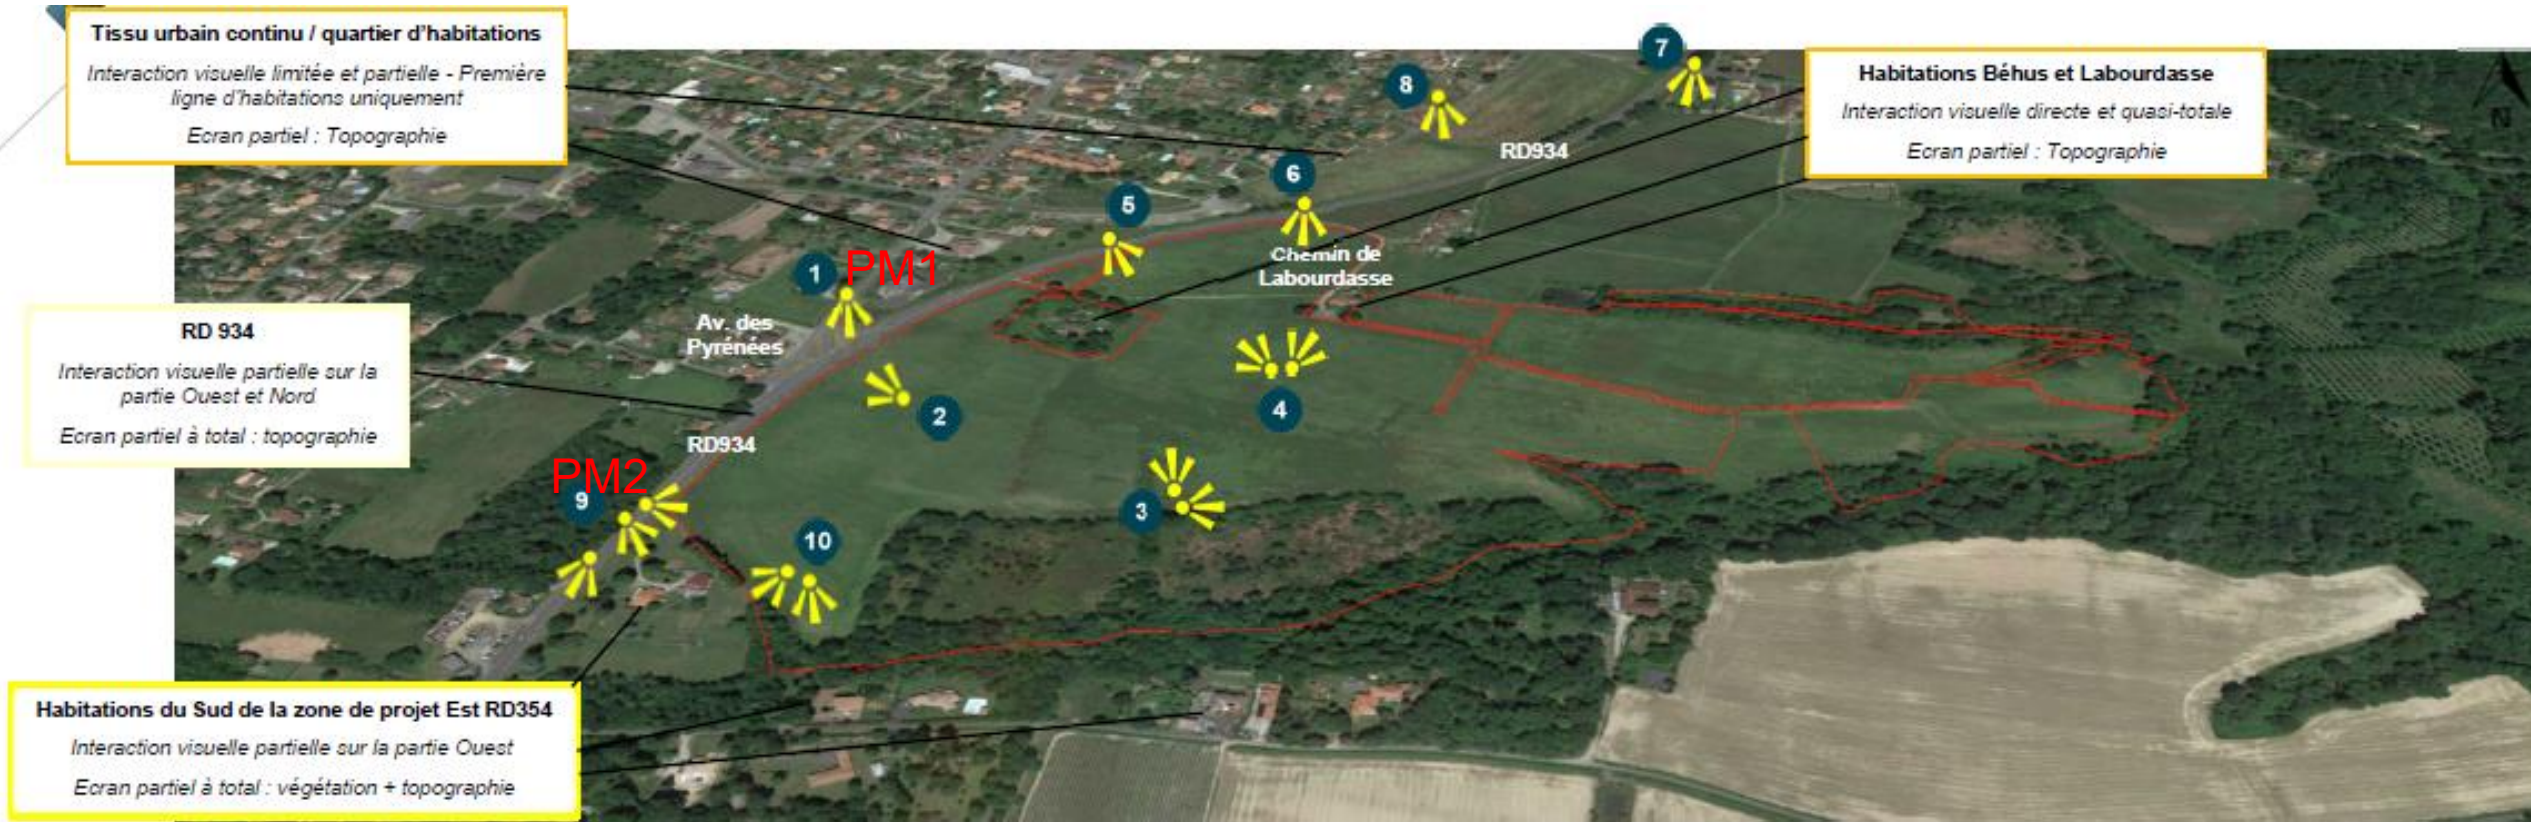 Tissu urbain continu / quartier d'habitations
Interaction visuelle limitée et partielle - Première
ligne d'habitations uniquement
Ecran partiel : Topographie
7
8
Habitations Béhus et Labourdasse
Interaction visuelle directe et quasi-totale
Ecran partiel : Topographie
N
RD934
6
5
Chemin de
Labourdasse
1
PM1
Av. des
Pyrénées
RD 934
Interaction visuelle partielle sur la
partie Ouest et Nord
Ecran partiel à total : topographie
2
4
RD934
PM2
9
3
10
Habitations du Sud de la zone de projet Est RD354
Interaction visuelle partielle sur la partie Ouest
Ecran partiel à total : végétation + topographie